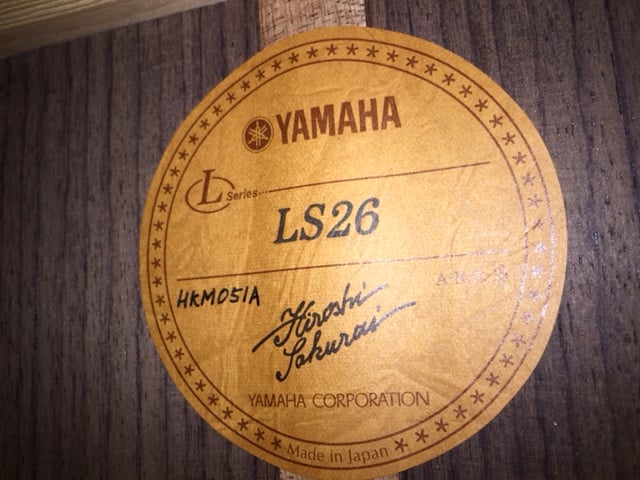 YAMAHA
L Series
LS26
HKM051A
Hiroshi
Sakurai
YAMAHA CORPORATION
Made in Japan